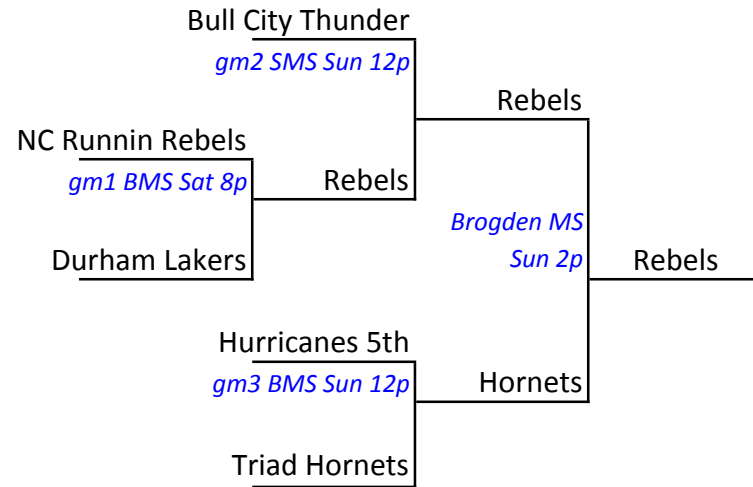 Bull City Thunder
gm2 SMS Sun 12p
Rebels
NC Runnin Rebels
gm1 BMS Sat 8p
Rebels
Brogden MS
Sun 2p
Durham Lakers
Rebels
Hurricanes 5th
gm3 BMS Sun 12p
Hornets
Triad Hornets